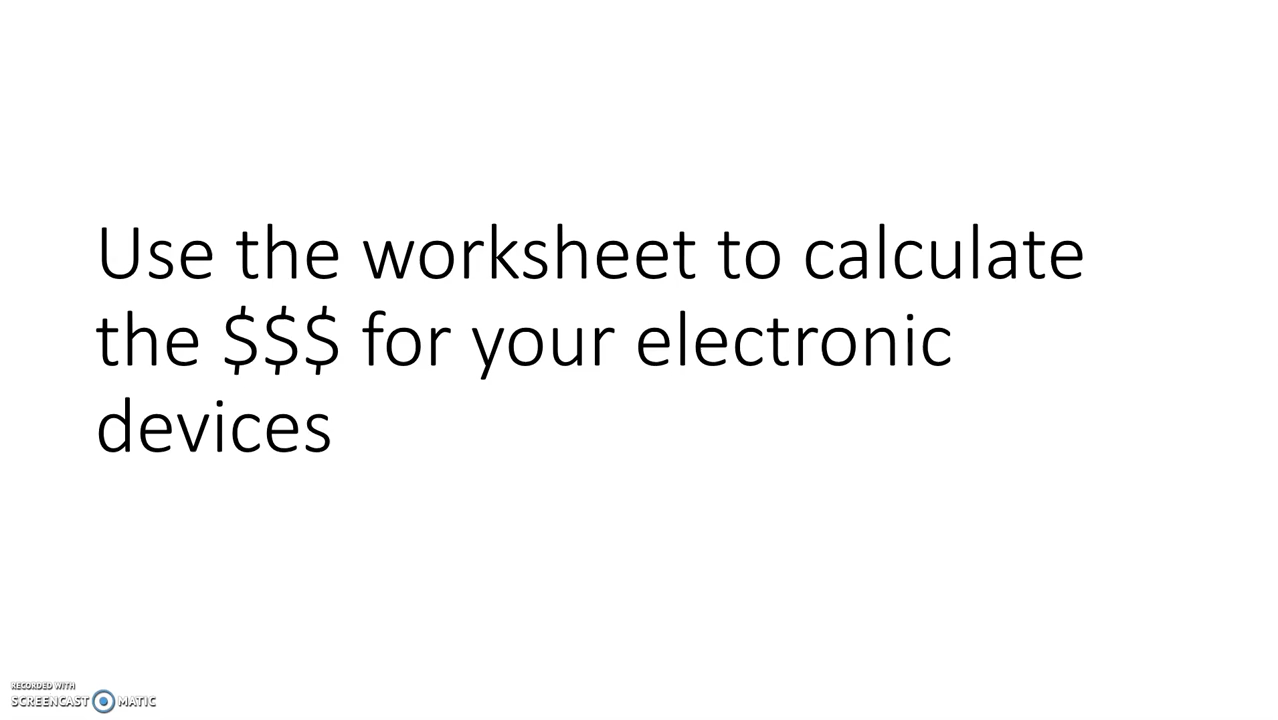 Use the worksheet to calculate
the $$$ for your electronic
devices
RECORDED WITH
SCREENCAST MATIC